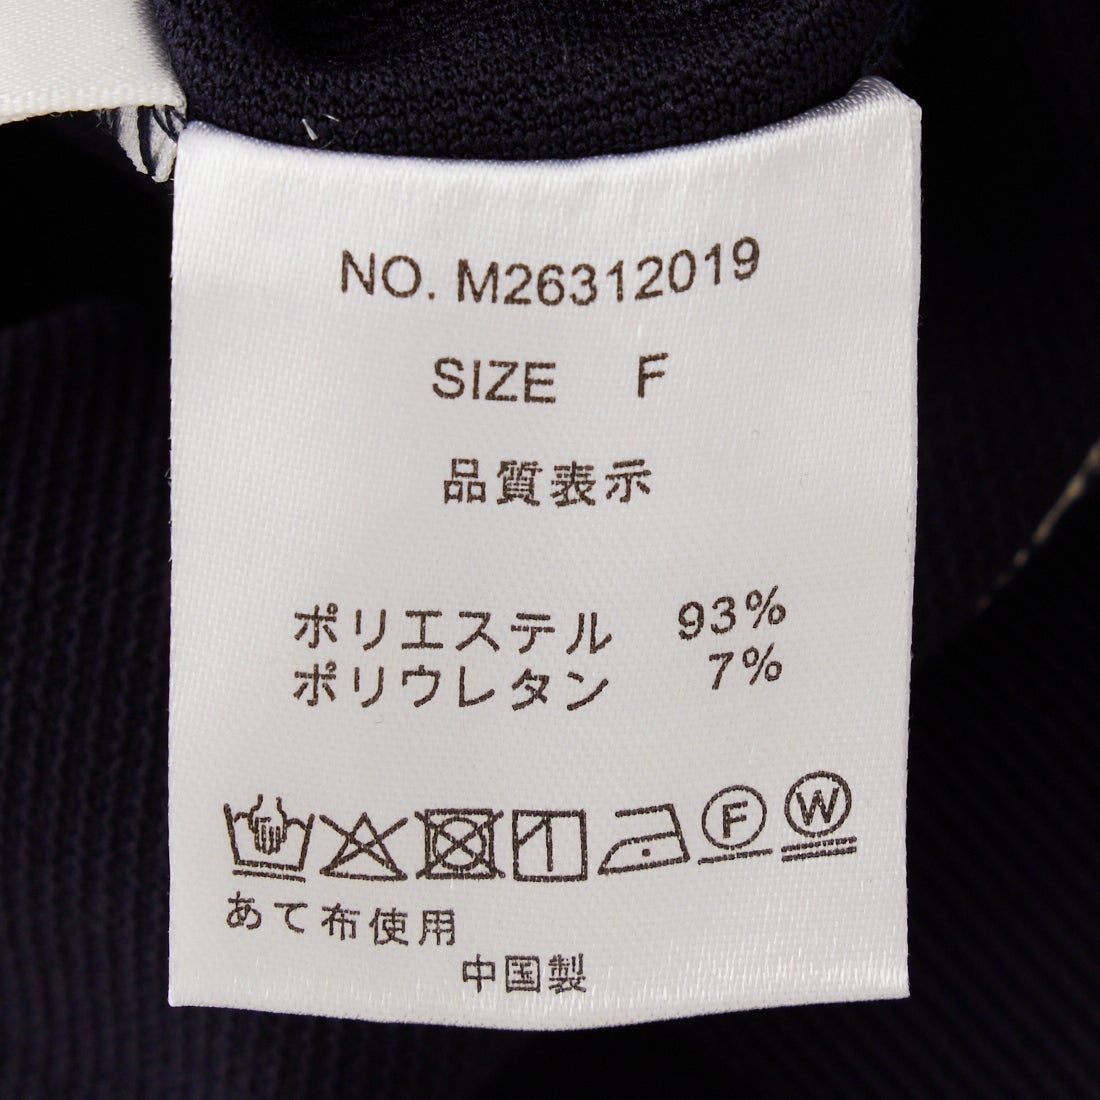 NO. M26312019
SIZE F
品質表示
ポリエステル 93%
ポリウレタン 7%
F W
あて布使用
中国製